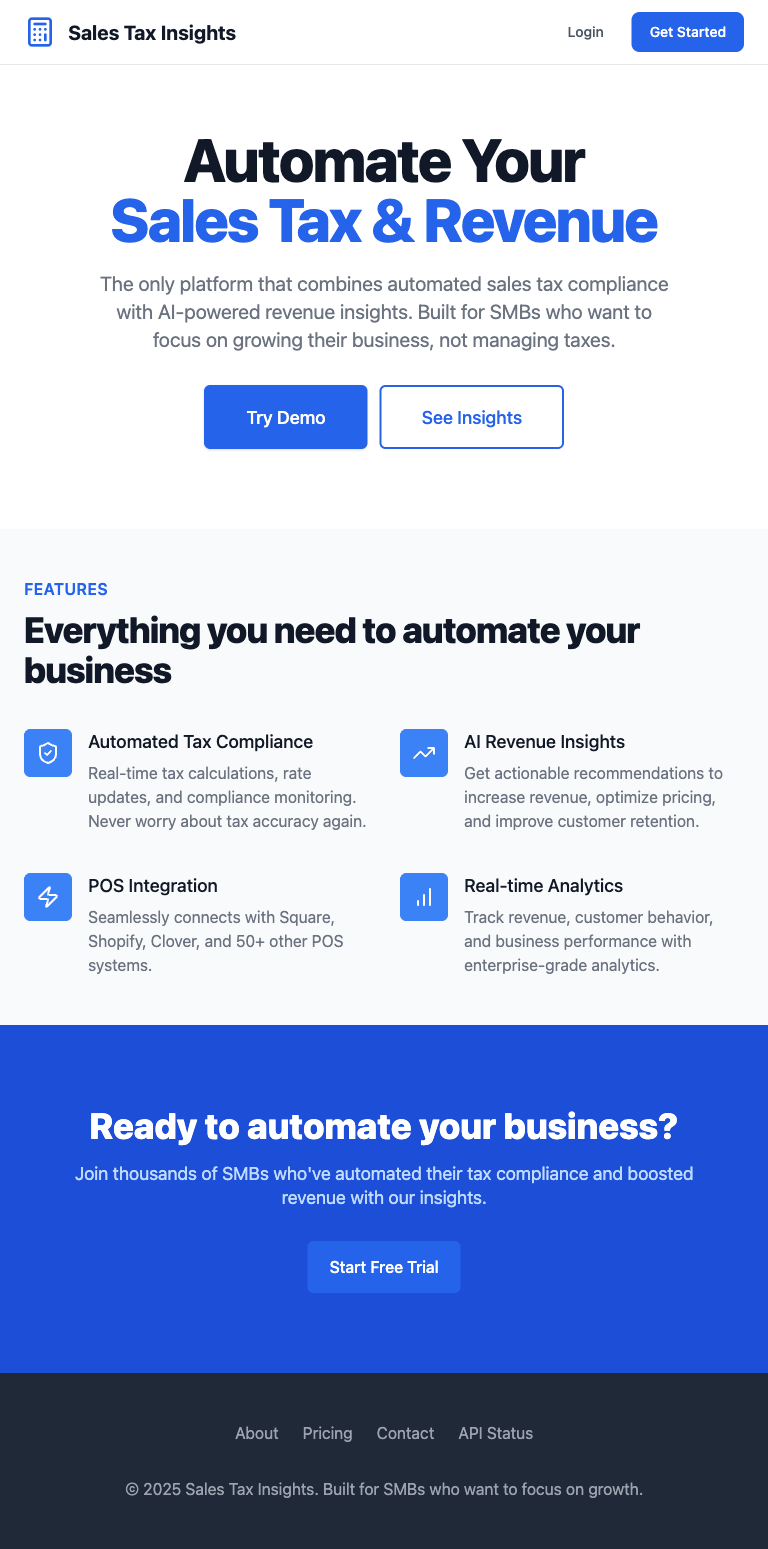 Sales Tax Insights
Login
Get Started
Automate Your
Sales Tax & Revenue
The only platform that combines automated sales tax compliance
with AI-powered revenue insights. Built for SMBs who want to
focus on growing their business, not managing taxes.
Try Demo
See Insights
FEATURES
Everything you need to automate your
business
Automated Tax Compliance
Real-time tax calculations, rate
updates, and compliance monitoring.
Never worry about tax accuracy again.
AI Revenue Insights
Get actionable recommendations to
increase revenue, optimize pricing,
and improve customer retention.
POS Integration
Seamlessly connects with Square,
Shopify, Clover, and 50+ other POS
systems.
Real-time Analytics
Track revenue, customer behavior,
and business performance with
enterprise-grade analytics.
Ready to automate your business?
Join thousands of SMBs who've automated their tax compliance and boosted
revenue with our insights.
Start Free Trial
About
Pricing
Contact
API Status
© 2025 Sales Tax Insights. Built for SMBs who want to focus on growth.